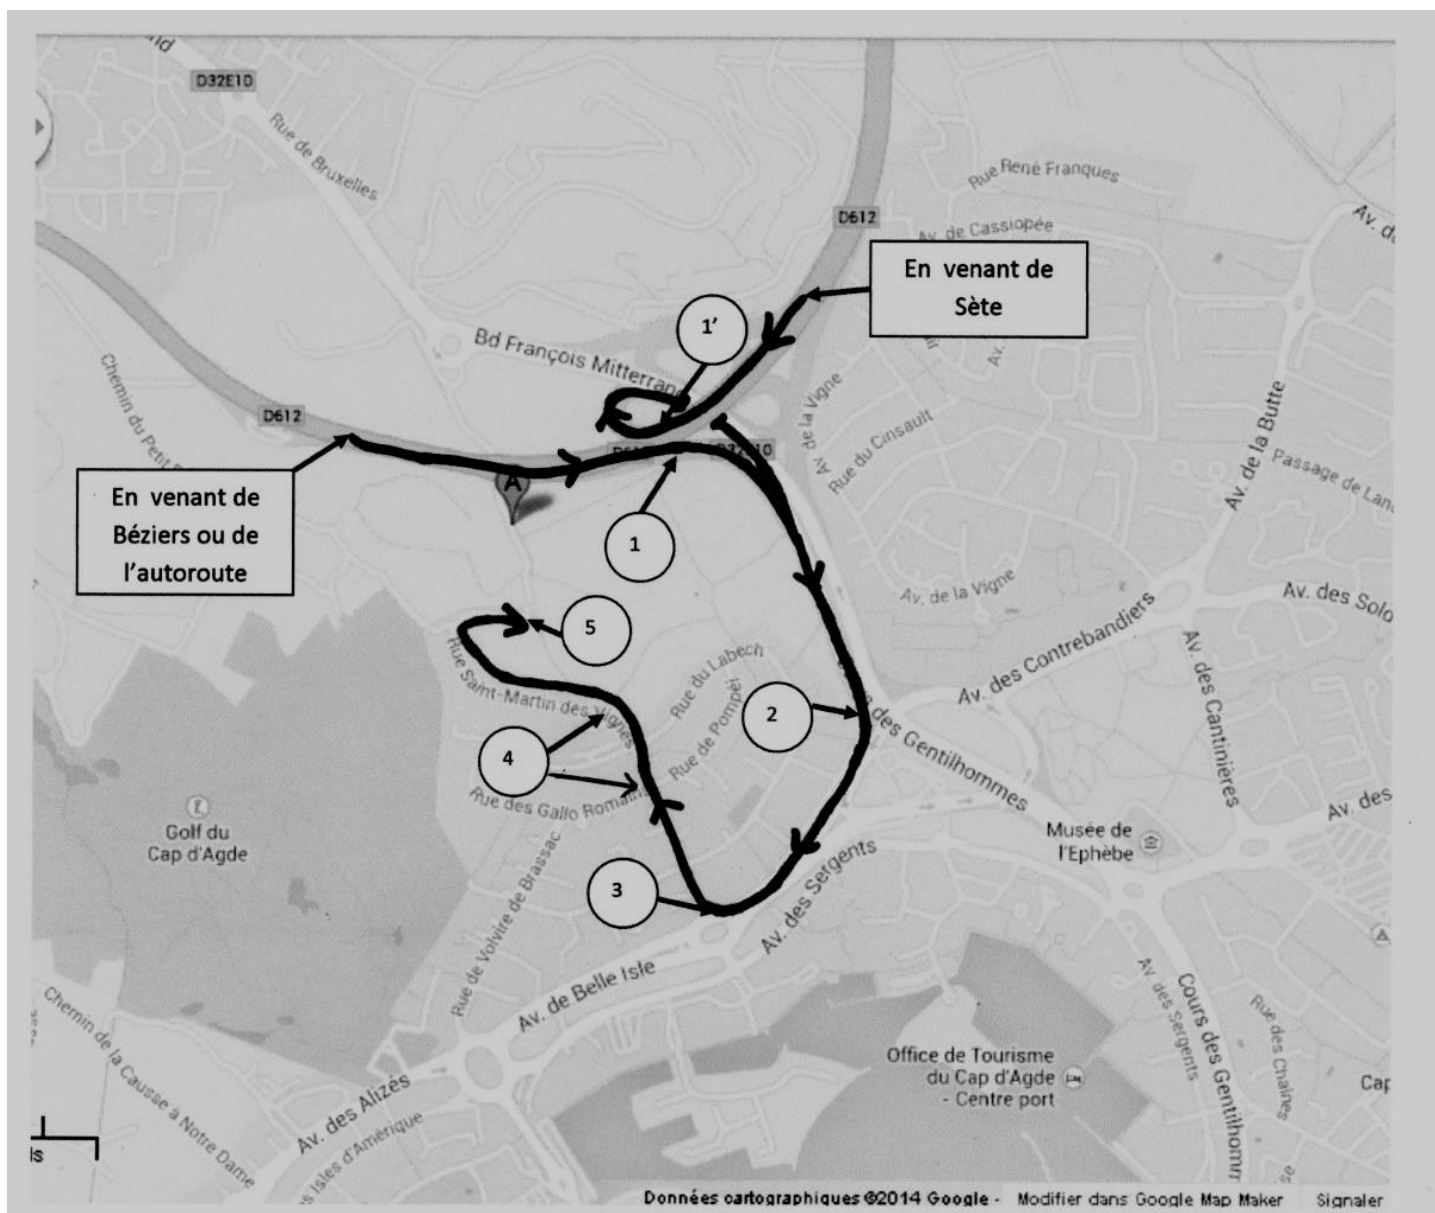 D32E10
Rue de Bruxelles
Rue René Franques
D612
Av. de Cassiopée
En venant de
Sète
1'
Bd François Mitterrand
Chemin du Petit
D612
Av. de la Vigne
Rue du Cinsault
Av. de la Butte
Passage de Lan
En venant de
Béziers ou de
l'autoroute
A
1
Av. de la Vigne
Av. des Contrebandiers
Av. des Solo
Av. des Cantinières
5
Rue Saint-Martin des Vignes
Rue du Labech
Rue de Pompéi
2
des Gentilhommes
4
Rue des Gallo Romains
Golf du
Cap d'Agde
Musée de
l'Ephèbe
Av. des
3
Av. des Sergents
Rue de Volvire de Brassac
Av. de Belle Isle
Chemin de la Causse à Notre Dame
Av. des Sergents
Cours des Gentilhomm
Rue des Chaînes
Office de Tourisme
du Cap d'Agde
- Centre port
Cap
Av. des Alizés
Isles d'Amérique
Données cartographiques ©2014 Google -
Modifier dans Google Map Maker
Signaler